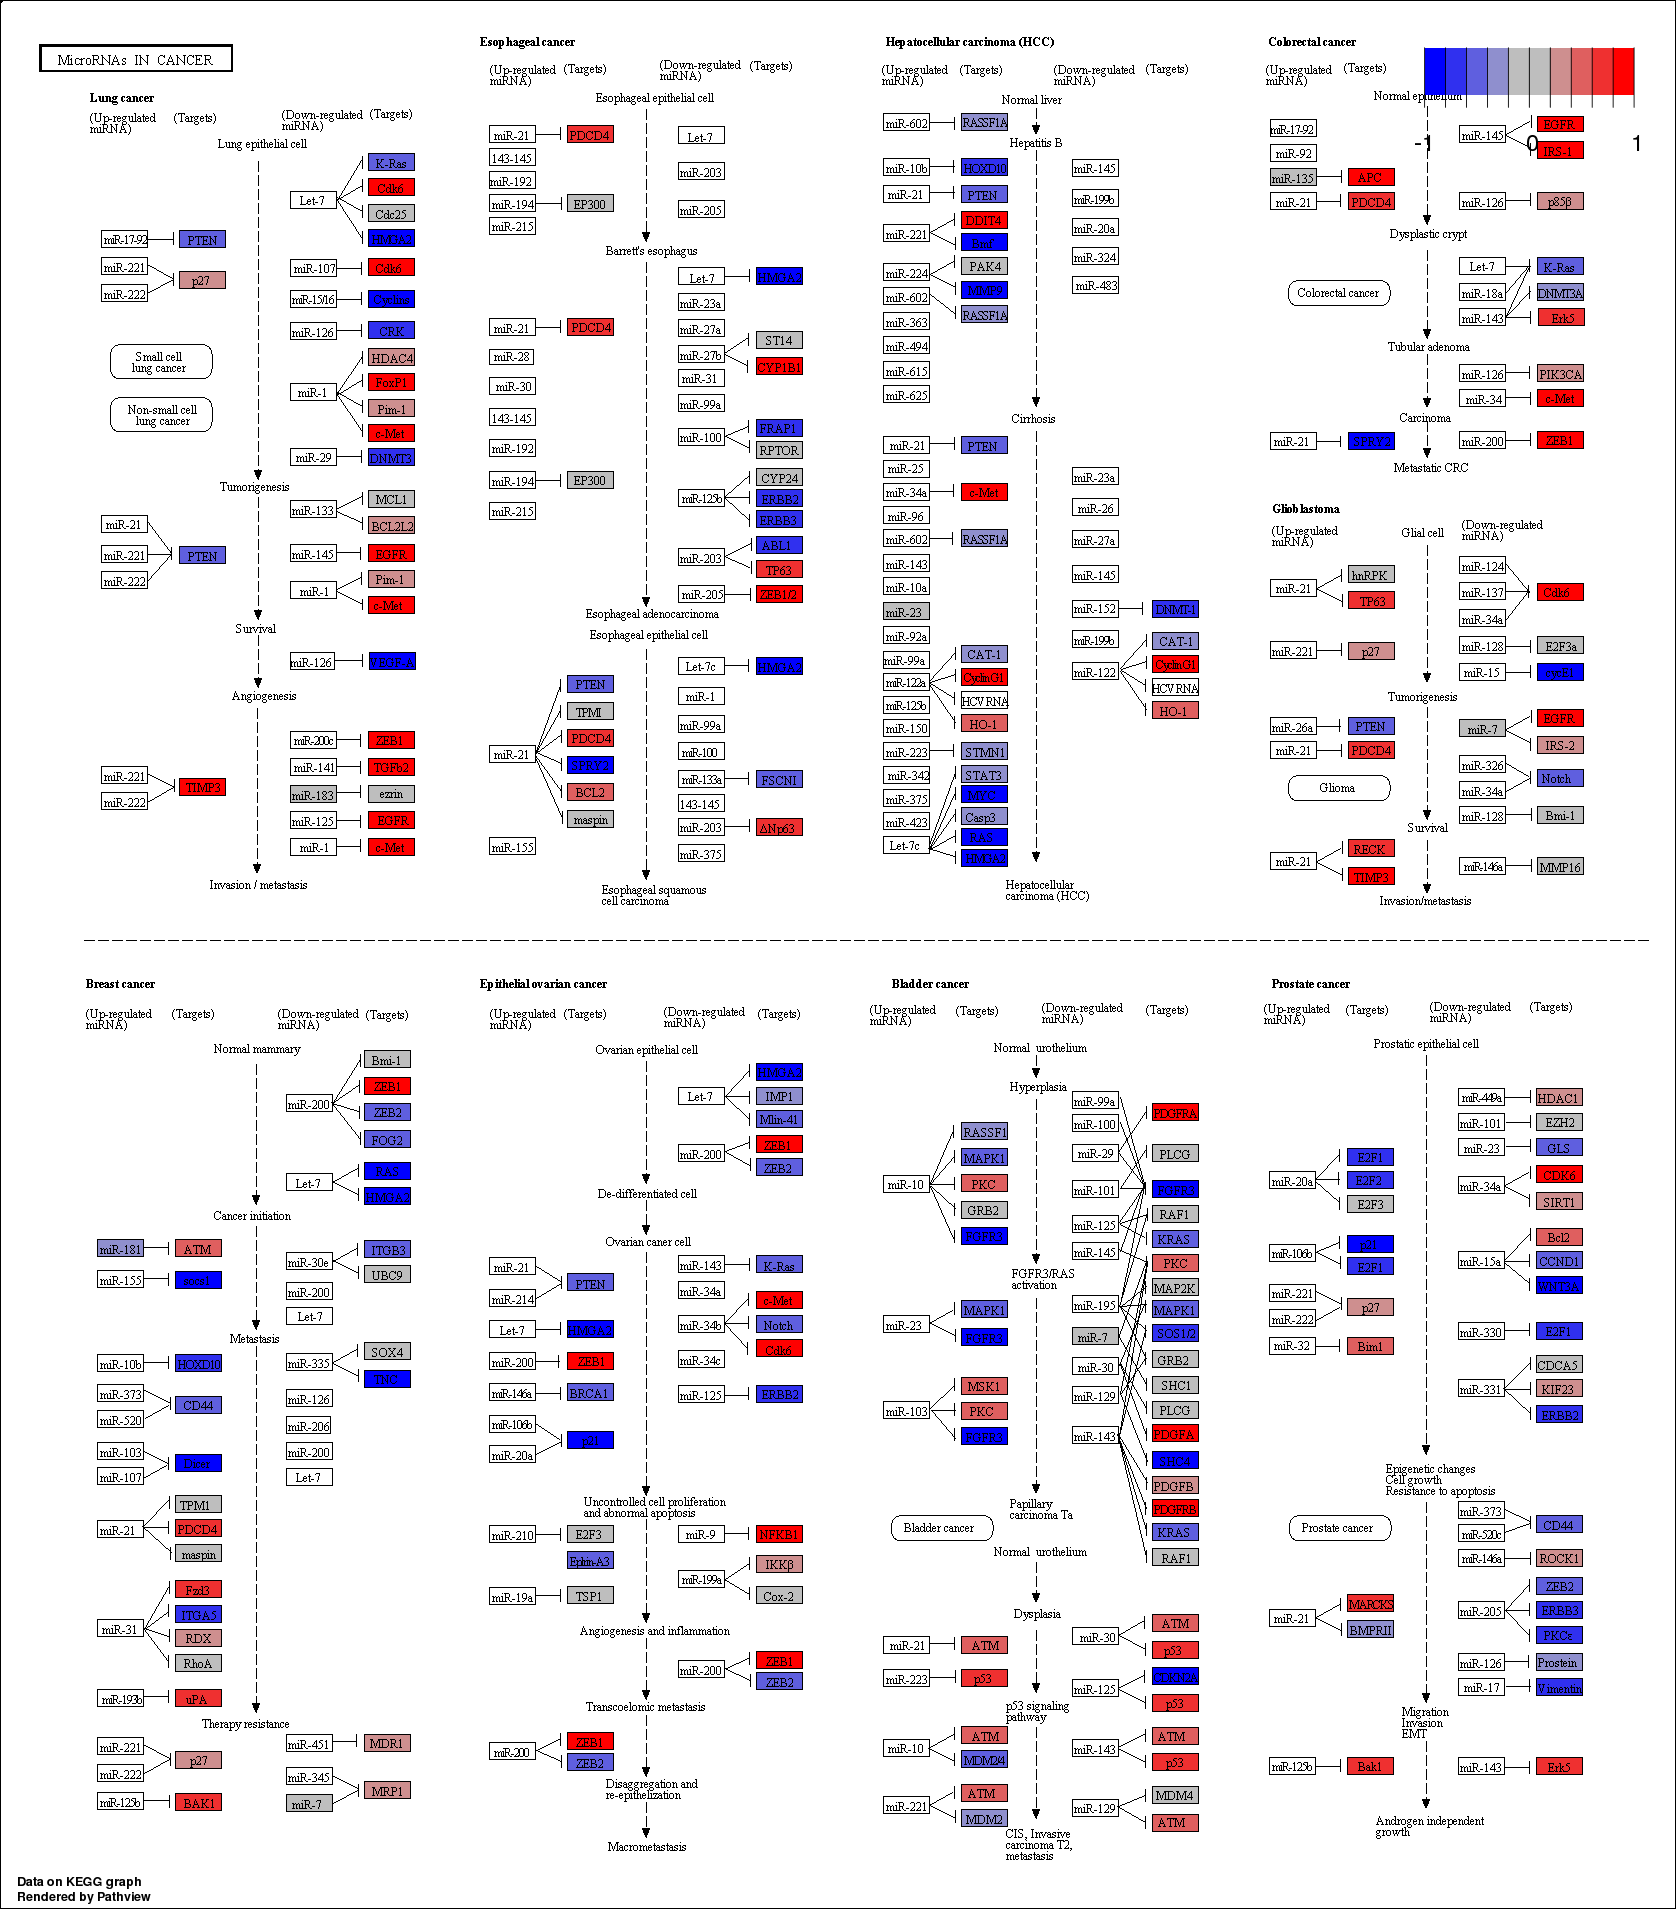 MicroRNAs IN CANCER
-1
0
1
Lung cancer
(Up-regulated
miRNA)
(Targets)
(Down-regulated
miRNA)
(Targets)
Lung epithelial cell
miR-17-92
PTEN
miR-221
miR-222
p27
Small cell
lung cancer
Non-small cell
lung cancer
Let-7
K-Ras
Cdk6
Cdc25
HMGA2
miR-107
Cdk6
miR-15/16
Cyclins
miR-126
CRK
miR-1
HDAC4
FoxP1
Pim-1
c-Met
miR-29
DNMT3
Tumorigenesis
miR-21
miR-221
miR-222
PTEN
miR-133
MCL1
BCL2L2
miR-145
EGFR
miR-1
Pim-1
c-Met
Survival
miR-126
VEGF-A
Angiogenesis
miR-221
miR-222
TIMP3
miR-200c
ZEB1
miR-141
TGFb2
miR-183
ezrin
miR-125
EGFR
miR-1
c-Met
Invasion / metastasis
Esophageal cancer
(Up-regulated
miRNA)
(Targets)
(Down-regulated
miRNA)
(Targets)
Esophageal epithelial cell
miR-21
PDCD4
143-145
miR-192
miR-194
EP300
miR-215
Let-7
miR-203
miR-205
Barrett's esophagus
miR-21
PDCD4
miR-28
miR-30
143-145
miR-192
miR-194
EP300
miR-215
Let-7
HMGA2
miR-23a
miR-27a
miR-27b
ST14
CYP1B1
miR-31
miR-99a
miR-100
FRAP1
RPTOR
miR-125b
CYP24
ERBB2
ERBB3
miR-203
ABL1
TP63
miR-205
ZEB1/2
Esophageal adenocarcinoma
Esophageal epithelial cell
miR-21
PTEN
TPM1
PDCD4
SPRY2
BCL2
maspin
miR-155
Let-7c
HMGA2
miR-1
miR-99a
miR-100
miR-133a
FSCN1
143-145
miR-203
ΔNp63
miR-375
Esophageal squamous
cell carcinoma
Hepatocellular carcinoma (HCC)
(Up-regulated
miRNA)
(Targets)
(Down-regulated
miRNA)
(Targets)
Normal liver
miR-602
RASSF1A
Hepatitis B
miR-10b
HOXD10
miR-21
PTEN
miR-221
DDIT4
miR-224
PAK4
MMP9
miR-602
RASSF1A
miR-363
miR-494
miR-615
miR-625
miR-145
miR-199b
miR-20a
miR-324
miR-483
Cirrhosis
miR-21
PTEN
miR-25
miR-34a
c-Met
miR-96
miR-602
RASSF1A
miR-143
miR-10a
miR-23
miR-92a
miR-99a
miR-122a
CAT-1
CyclinG1
HCV RNA
HO-1
miR-125b
miR-150
miR-223
STMN1
miR-342
STAT3
miR-375
MYC
miR-423
Casp3
Let-7c
RAS
HMGA2
miR-23a
miR-26
miR-27a
miR-145
miR-152
DNMT-1
miR-199b
miR-122
CAT-1
CyclinG1
HCV RNA
HO-1
Hepatocellular
carcinoma (HCC)
Colorectal cancer
(Up-regulated
miRNA)
(Targets)
Normal epithelium
miR-17-92
miR-92
miR-135
APC
miR-21
PDCD4
miR-145
EGFR
IRS-1
miR-126
p85β
Dysplastic crypt
Colorectal cancer
Let-7
K-Ras
miR-18a
DNMT3A
miR-143
Erk5
Tubular adenoma
miR-126
PIK3CA
miR-34
c-Met
Carcinoma
miR-21
SPRY2
miR-200
ZEB1
Metastatic CRC
Glioblastoma
(Up-regulated
miRNA)
Glial cell
(Down-regulated
miRNA)
miR-21
hnRPK
TP63
miR-221
p27
miR-124
miR-137
miR-34a
Cdk6
miR-128
E2F3a
miR-15
Tumorigenesis
miR-26a
PTEN
miR-21
PDCD4
Glioma
miR-7
EGFR
IRS-2
miR-326
miR-34a
Notch
miR-128
Bmi-1
Survival
miR-21
RECK
TIMP3
miR-146a
MMP16
Invasion/metastasis
Breast cancer
(Up-regulated
miRNA)
(Targets)
(Down-regulated
miRNA)
(Targets)
Normal mammary
miR-200
Bmi-1
ZEB1
ZEB2
FOG2
Let-7
RAS
HMGA2
Cancer initiation
miR-181
ATM
miR-155
socs1
miR-30e
ITGB3
UBC9
miR-200
Let-7
Metastasis
miR-10b
HOXD10
miR-373
miR-520
CD44
miR-103
miR-107
Dicer
miR-21
TPM1
PDCD4
maspin
miR-31
Fzd3
ITGA5
RDX
RhoA
miR-193b
uPA
miR-335
SOX4
TNC
miR-126
miR-206
miR-200
Let-7
Therapy resistance
miR-221
miR-222
p27
miR-125b
BAK1
miR-451
MDR1
miR-345
miR-7
MRP1
Epithelial ovarian cancer
(Up-regulated
miRNA)
(Targets)
(Down-regulated
miRNA)
(Targets)
Ovarian epithelial cell
Let-7
HMGA2
IMP1
Mlin-41
miR-200
ZEB1
ZEB2
De-differentiated cell
Ovarian caner cell
miR-21
miR-214
PTEN
Let-7
HMGA2
miR-200
ZEB1
miR-146a
BRCA1
miR-106b
miR-20a
p21
miR-143
K-Ras
miR-34a
miR-34b
c-Met
Notch
Cdk6
miR-34c
miR-125
ERBB2
Uncontrolled cell proliferation
and abnormal apoptosis
miR-210
E2F3
Ephrin-A3
miR-19a
TSP1
miR-9
NFKB1
miR-199a
IKKβ
Cox-2
Angiogenesis and inflammation
miR-200
ZEB1
ZEB2
Transcoelomic metastasis
miR-200
ZEB1
ZEB2
Disaggregation and
re-epithelization
Macrometastasis
Bladder cancer
(Up-regulated
miRNA)
(Targets)
(Down-regulated
miRNA)
(Targets)
Normal urothelium
Hyperplasia
miR-10
RASSF1
MAPK1
PKC
GRB2
FGFR3
FGFR3/RAS
activation
miR-23
MAPK1
FGFR3
miR-103
MSK1
PKC
FGFR3
miR-99a
miR-100
miR-29
miR-101
miR-125
miR-145
miR-195
miR-7
miR-30
miR-129
miR-143
PDGFRA
PLCG
FGFR3
RAF1
KRAS
PKC
MAP2K
MAPK1
SOS1/2
GRB2
SHC1
PLCG
PDGFA
SHC4
PDGFB
PDGFRB
KRAS
RAF1
Papillary
carcinoma Ta
Bladder cancer
Normal urothelium
Dysplasia
miR-21
ATM
miR-223
p53
miR-30
ATM
p53
miR-125
CDKN2A
p53
p53 signaling
pathway
miR-10
ATM
MDM2/4
miR-221
ATM
MDM2
miR-143
ATM
p53
miR-129
MDM4
ATM
CIS, Invasive
carcinoma T2,
metastasis
Prostate cancer
(Up-regulated
miRNA)
(Targets)
(Down-regulated
miRNA)
(Targets)
Prostatic epithelial cell
miR-20a
E2F1
E2F2
E2F3
miR-106b
p21
E2F1
miR-221
miR-222
p27
miR-32
Bim1
miR-449a
HDAC1
miR-101
EZH2
miR-23
GLS
miR-34a
CDK6
SIRT1
miR-15a
Bcl2
CCND1
WNT3A
miR-330
E2F1
miR-331
CDCA5
KIF23
ERBB2
Epigenetic changes
Cell growth
Resistance to apoptosis
Prostate cancer
miR-21
MARCKS
BMPRII
miR-373
miR-520c
CD44
miR-146a
ROCK1
miR-205
ZEB2
ERBB3
PKCε
miR-126
Prostein
miR-17
Vimentin
Migration
Invasion
EMT
miR-125b
Bak1
miR-143
Erk5
Androgen independent
growth
Data on KEGG graph
Rendered by Pathview